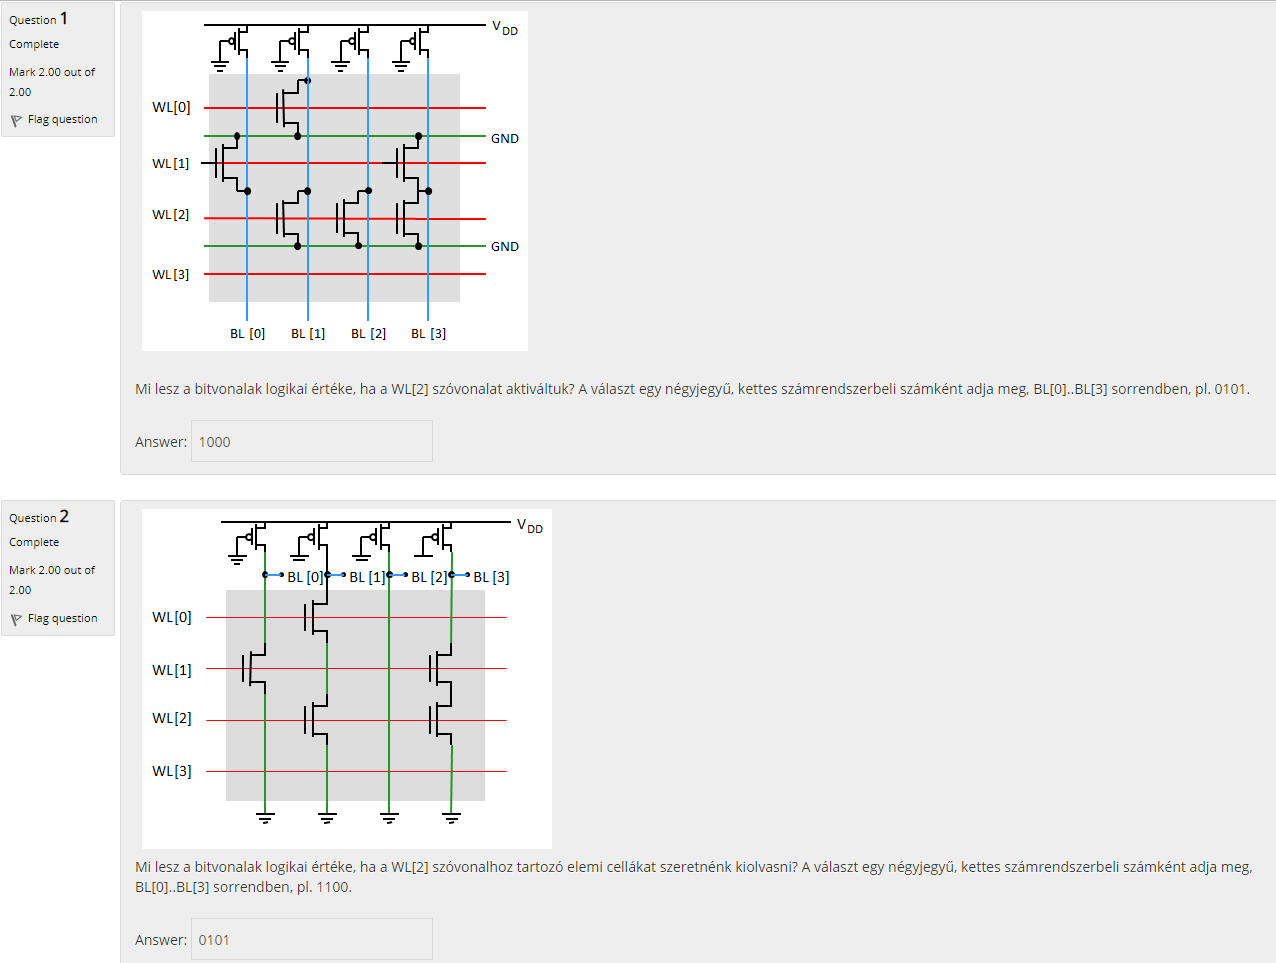 Question 1
Complete
Mark 2.00 out of
2.00
Flag question
VDD
WL[0]
GND
WL[1]
WL[2]
GND
WL[3]
BL [0] BL [1] BL [2] BL [3]
Mi lesz a bitvonalak logikai értéke, ha a WL[2] szóvonalat aktiváltuk? A választ egy négyjegyű, kettes számrendszerbeli számként adja meg, BL[0]..BL[3] sorrendben, pl. 0101.
Answer: 1000
Question 2
Complete
Mark 2.00 out of
2.00
Flag question
VDD
BL [0] BL [1] BL [2] BL [3]
WL[0]
WL[1]
WL[2]
WL[3]
Mi lesz a bitvonalak logikai értéke, ha a WL[2] szóvonalhoz tartozó elemi cellákat szeretnénk kiolvasni? A választ egy négyjegyű, kettes számrendszerbeli számként adja meg,
BL[0]..BL[3] sorrendben, pl. 1100.
Answer: 0101